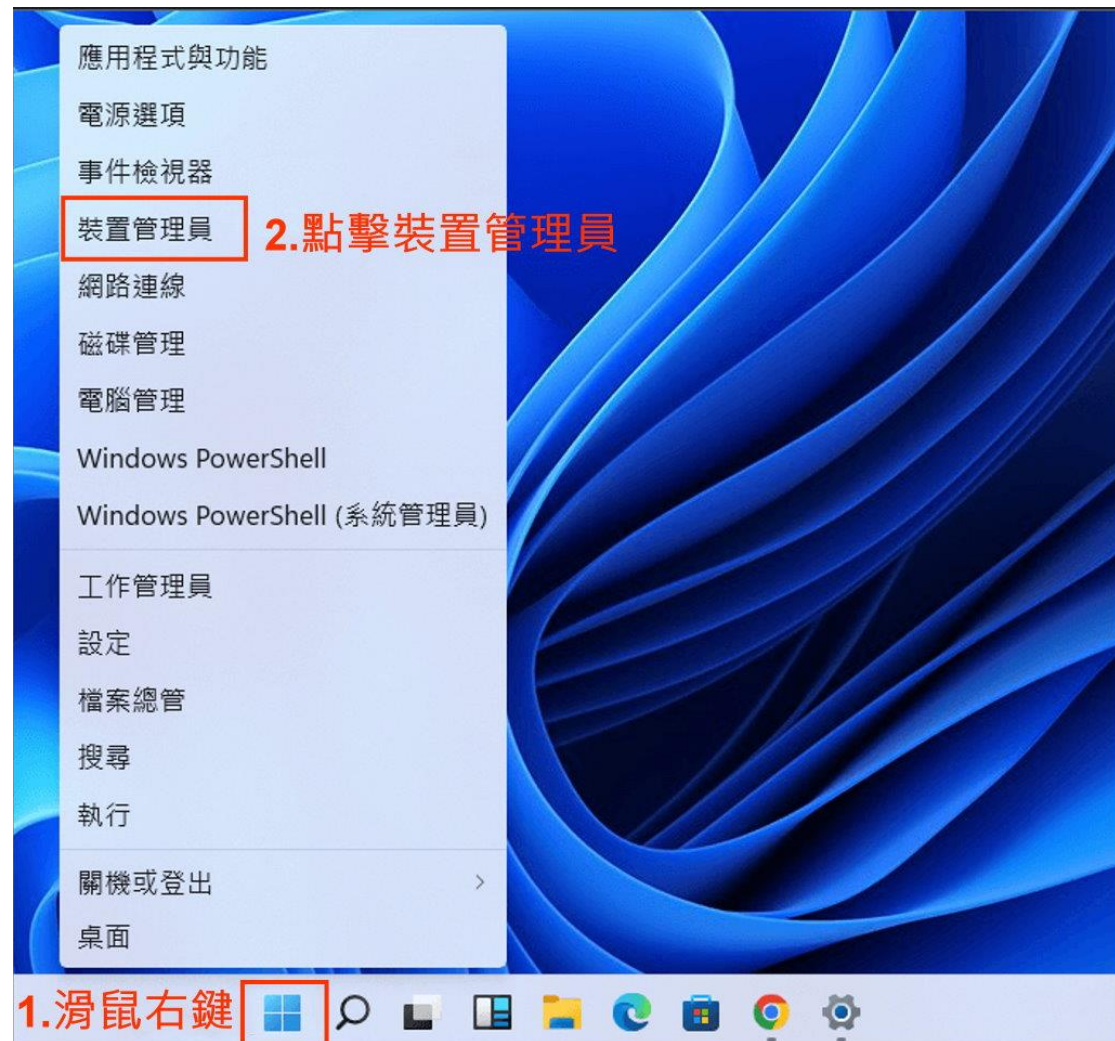 應用程式與功能
電源選項
事件檢視器
裝置管理員
2.點擊裝置管理員
網路連線
磁碟管理
電腦管理
Windows PowerShell
Windows PowerShell (系統管理員)
工作管理員
設定
檔案總管
搜尋
執行
關機或登出
桌面
1.滑鼠右鍵